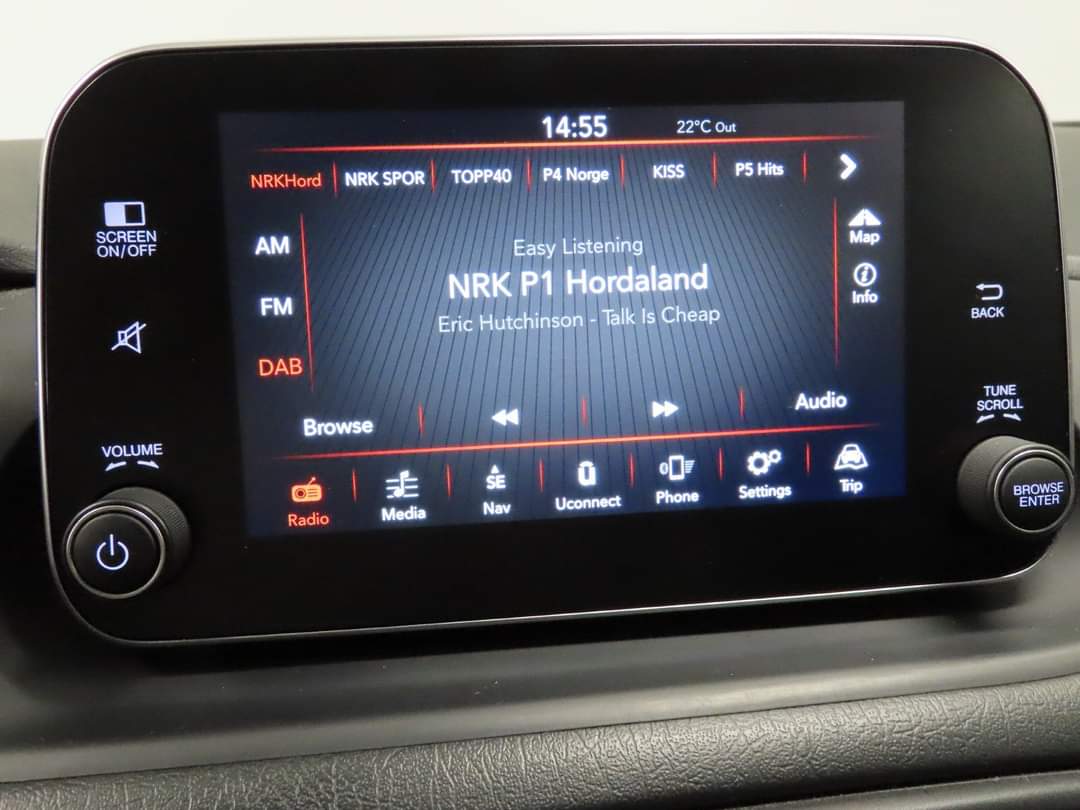 14:55 22°C Out
NRKHord NRK SPOR TOPP40 P4 Norge KISS P5 Hits
SCREEN
ON/OFF
AM
FM
DAB
Easy Listening
NRK P1 Hordaland
Eric Hutchinson - Talk Is Cheap
Map
Info
BACK
TUNE
SCROLL
VOLUME
Browse Audio
Radio Media SE Nav Uconnect Phone Settings Trip
BROWSE
ENTER